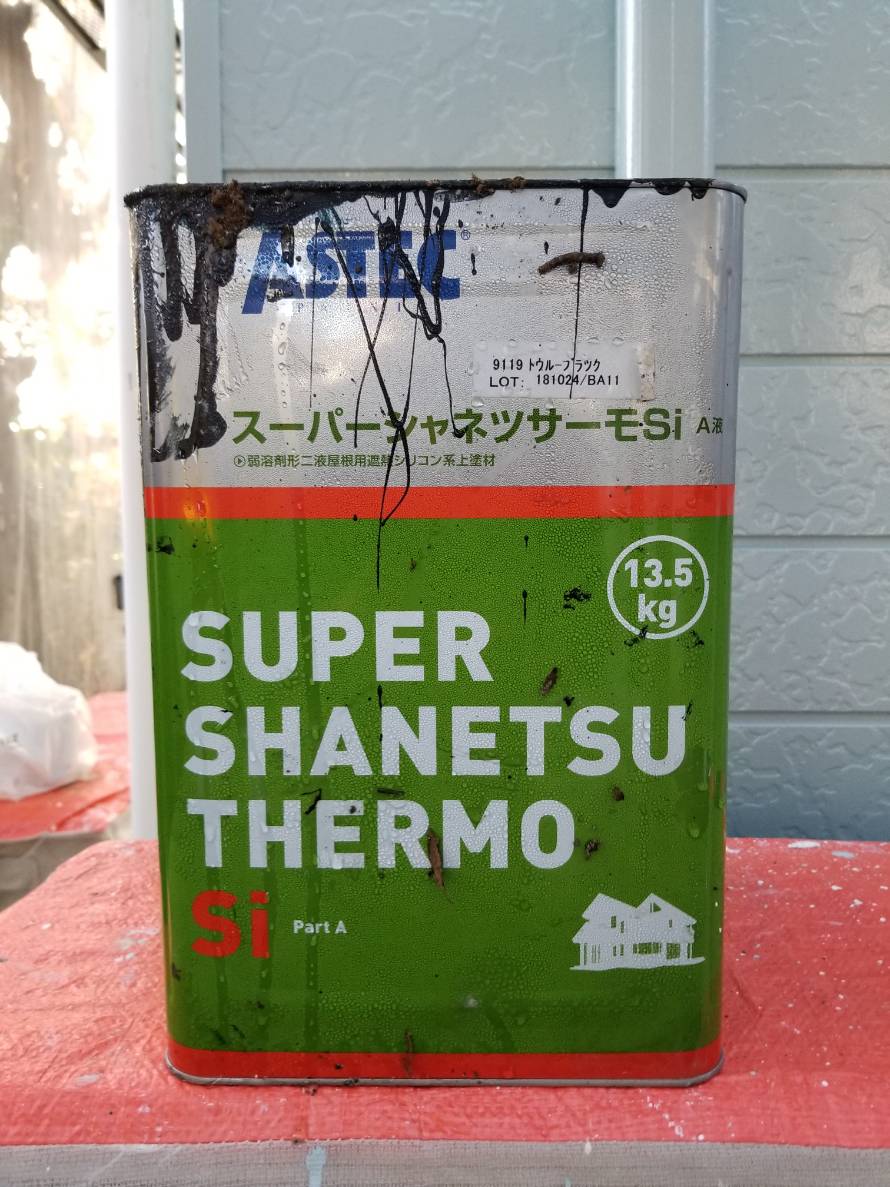 ASTEC®
9119 トウルーブラツク
LOT: 181024/BA11
スーパーシャネツサーモSi A液
弱溶剤形二液屋根用遮熱シリコン系上塗材
13.5
kg
SUPER
SHANETSU
THERMO
Si Part A